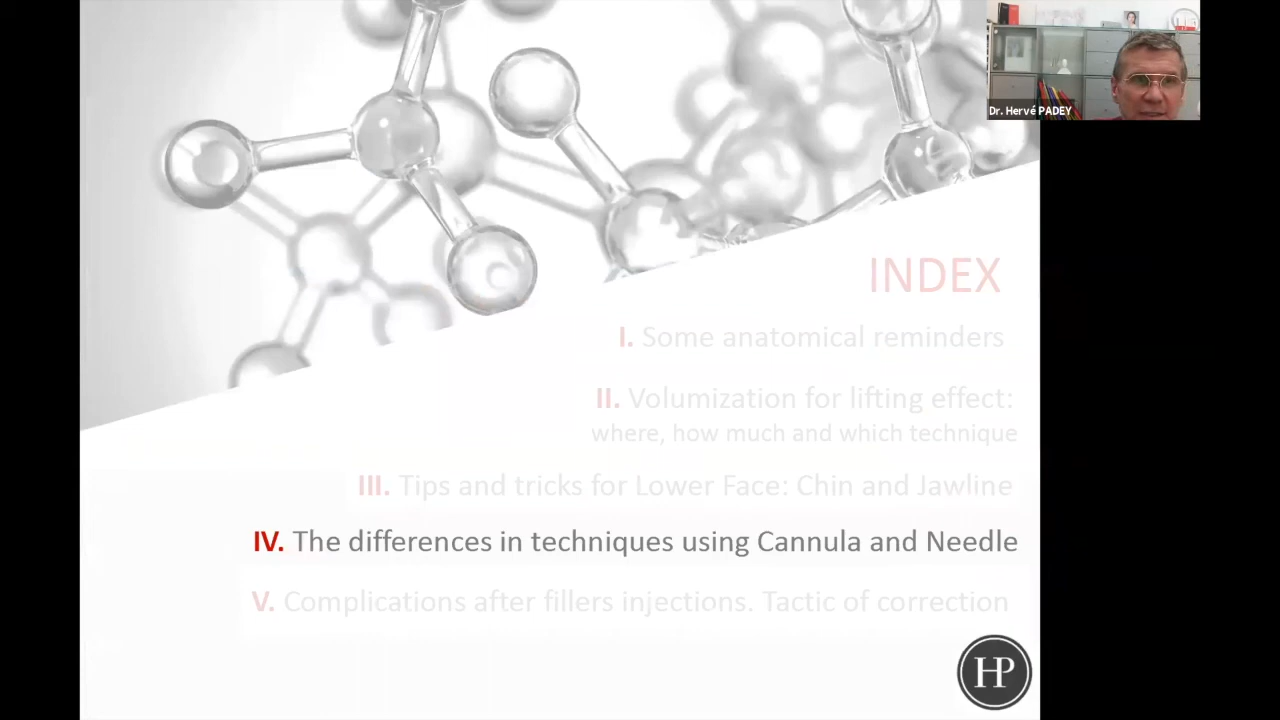 Dr. Hervé PADEY
INDEX
I. Some anatomical reminders
II. Volumization for lifting effect:
where, how much and which technique
III. Tips and tricks for Lower Face: Chin and Jawline
IV. The differences in techniques using Cannula and Needle
V. Complications after fillers injections. Tactic of correction
HP